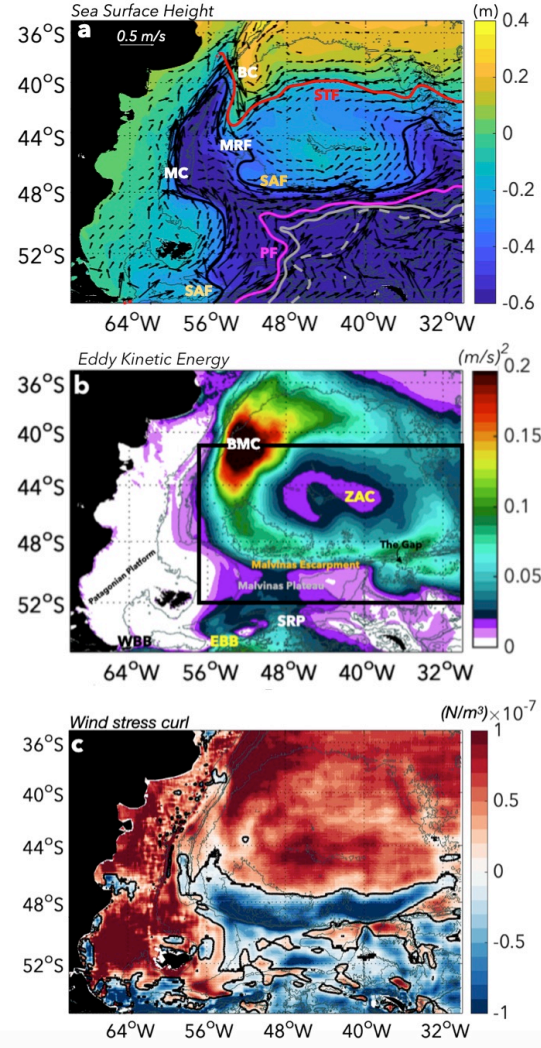 Sea Surface Height
(m)
a
0.5 m/s
BC
STF
MRF
MC
SAF
PF
SAF
36°S
40°S
44°S
48°S
52°S
64°W 56°W 48°W 40°W 32°W
0.4
0.2
0
-0.2
-0.4
-0.6
Eddy Kinetic Energy
(m/s)²
b
BMC
ZAC
The Gap
Malvinas Escarpment
Malvinas Plateau
Patagonian Platform
SRP
WBB
EBB
36°S
40°S
44°S
48°S
52°S
64°W 56°W 48°W 40°W 32°W
0.2
0.15
0.1
0.05
0
Wind stress curl
(N/m³)×10⁻⁷
c
36°S
40°S
44°S
48°S
52°S
64°W 56°W 48°W 40°W 32°W
1
0.5
0
-0.5
-1